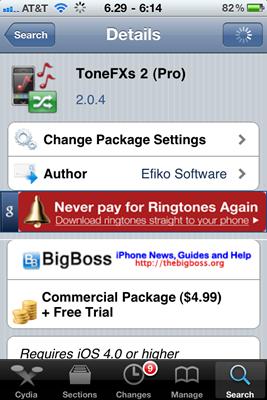 AT&T 6.29 - 6:14 82%
Search Details
ToneFXs 2 (Pro)
2.0.4
Change Package Settings
Author Efiko Software
g Never pay for Ringtones Again
Download ringtones straight to your phone
BigBoss iPhone News, Guides and Help
http://thebigboss.org
Commercial Package ($4.99)
+ Free Trial
Requires iOS 4.0 or higher
9
Cydia Sections Changes Manage Search